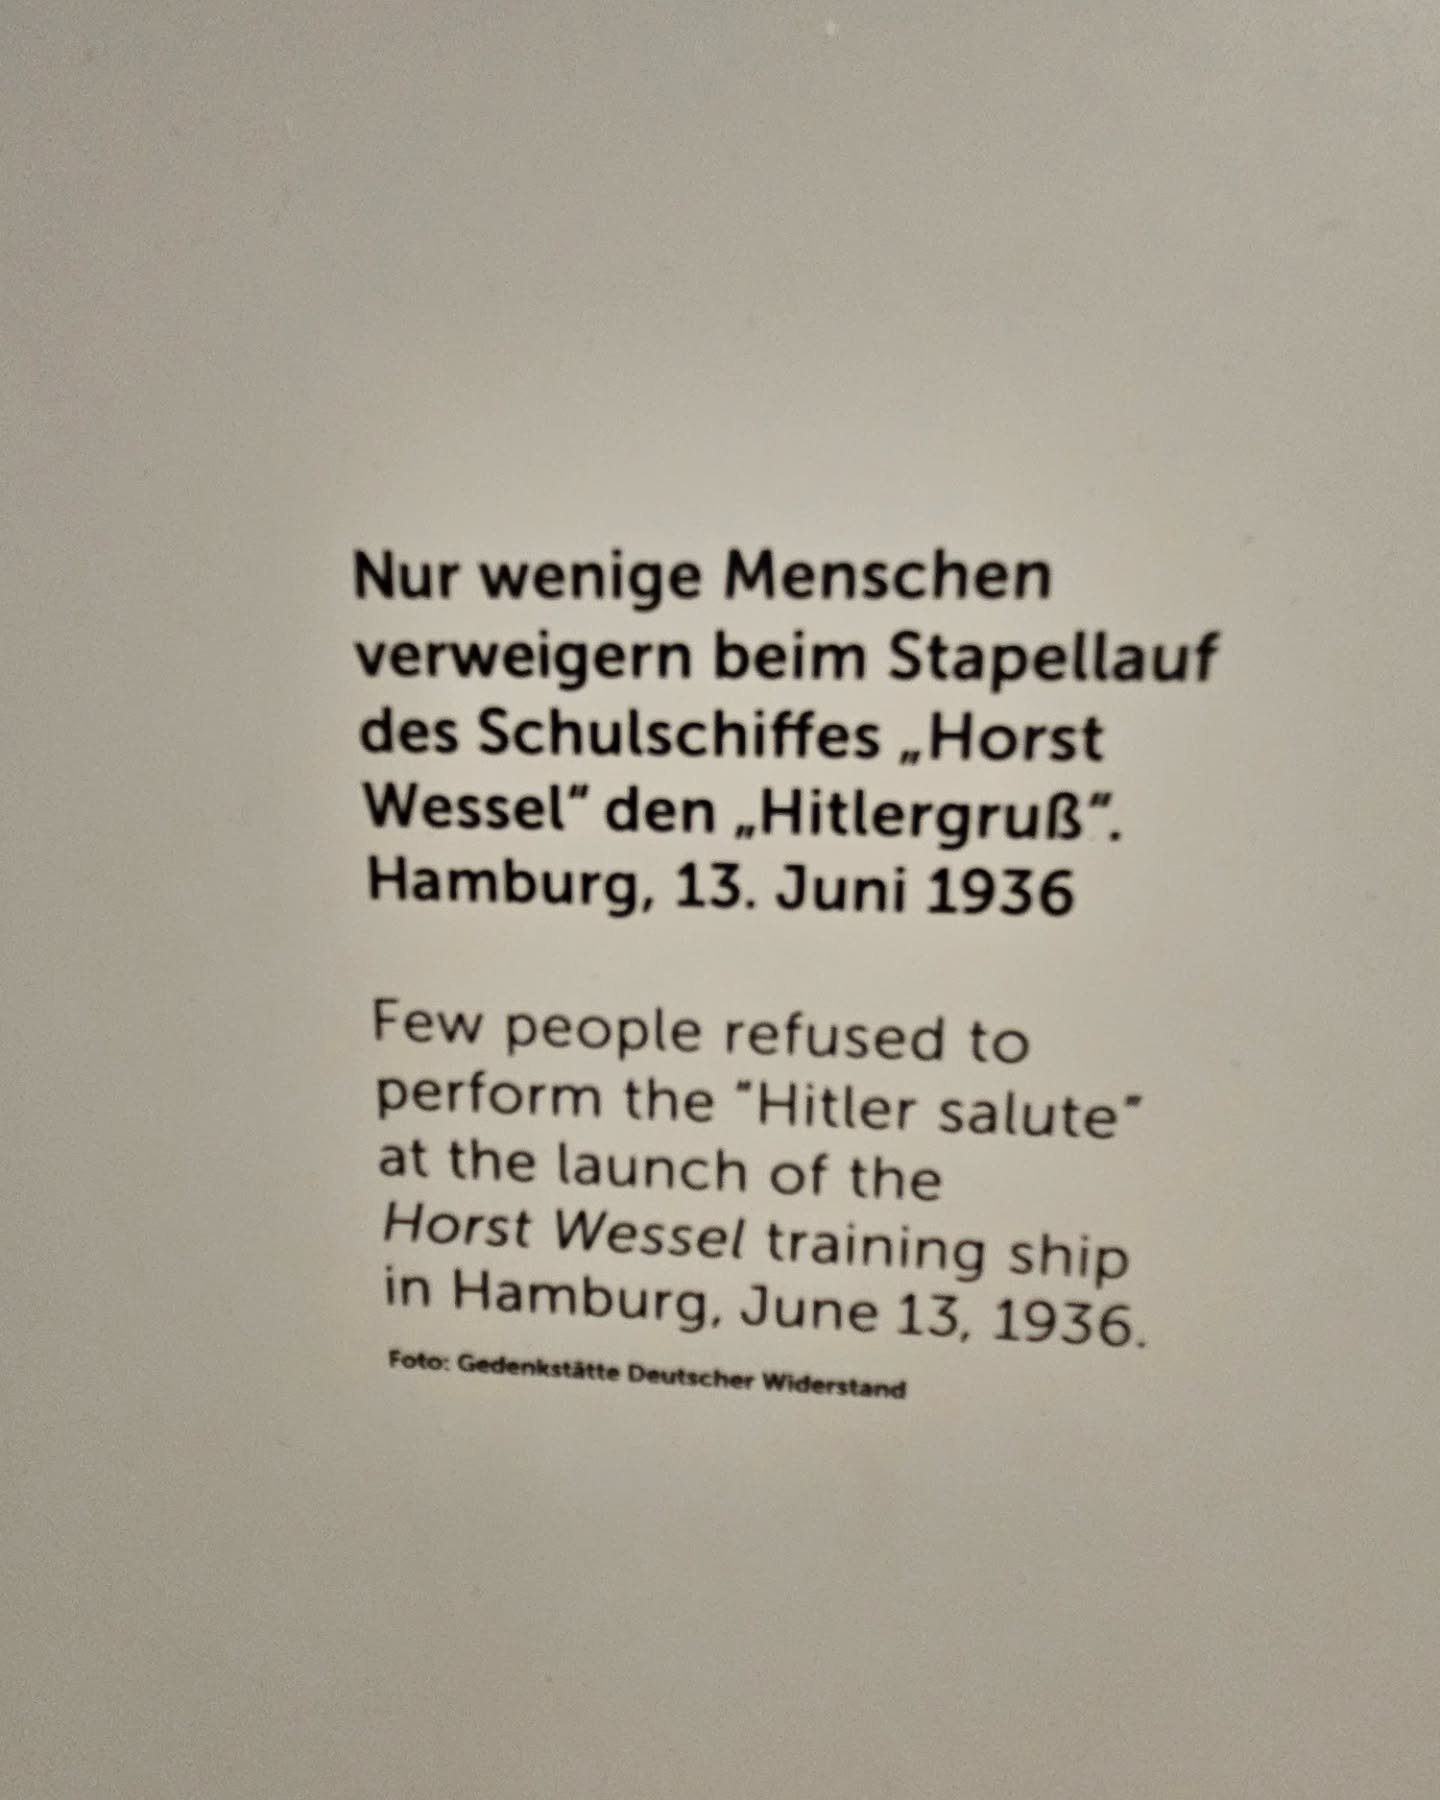 Nur wenige Menschen
verweigern beim Stapellauf
des Schulschiffes „Horst
Wessel“ den „Hitlergruß“.
Hamburg, 13. Juni 1936
Few people refused to
perform the "Hitler salute"
at the launch of the
Horst Wessel training ship
in Hamburg, June 13, 1936.
Foto: Gedenkstätte Deutscher Widerstand